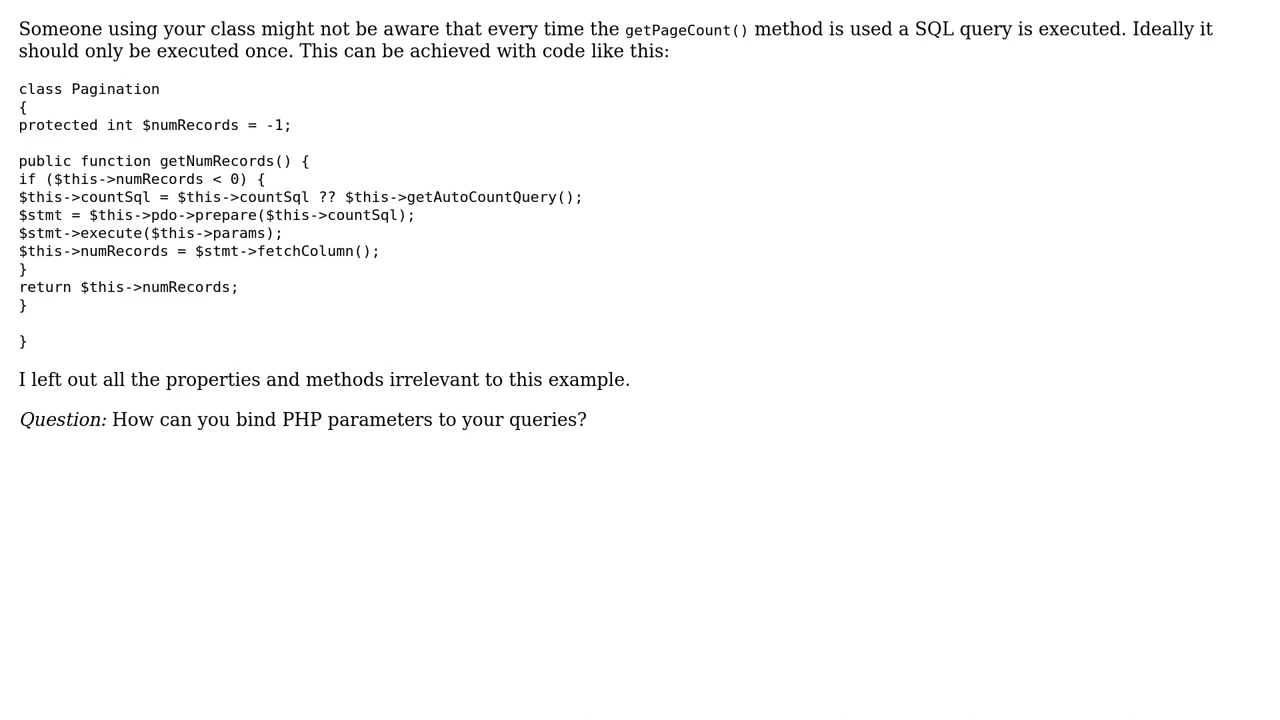 Someone using your class might not be aware that every time the getPageCount() method is used a SQL query is executed. Ideally it
should only be executed once. This can be achieved with code like this:
class Pagination
{
protected int $numRecords = -1;
public function getNumRecords() {
if ($this->numRecords < 0) {
$this->countSql = $this->countSql ?? $this->getAutoCountQuery();
$stmt = $this->pdo->prepare($this->countSql);
$stmt->execute($this->params);
$this->numRecords = $stmt->fetchColumn();
}
return $this->numRecords;
}
}
I left out all the properties and methods irrelevant to this example.
Question: How can you bind PHP parameters to your queries?